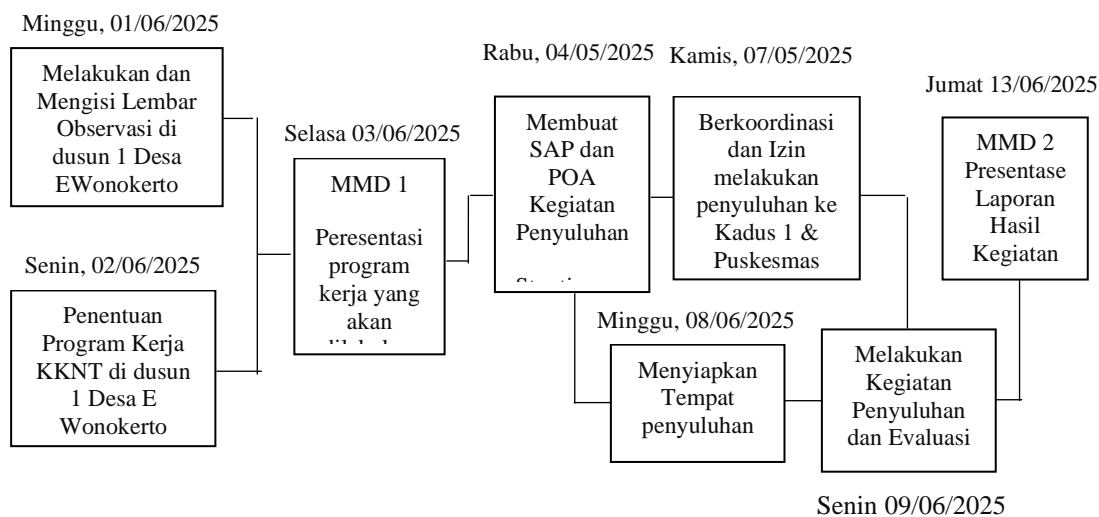 Minggu, 01/06/2025
Melakukan dan
Mengisi Lembar
Observasi di
dusun 1 Desa
EWonokerto
Senin, 02/06/2025
Penentuan
Program Kerja
KKNT di dusun
1 Desa E
Wonokerto
Selasa 03/06/2025
MMD 1
Peresentasi
program
kerja yang
akan
Rabu, 04/05/2025
Membuat
SAP dan
POA
Kegiatan
Penyuluhan
Kamis, 07/05/2025
Berkoordinasi
dan Izin
melakukan
penyuluhan ke
Kadus 1 &
Puskesmas
Minggu, 08/06/2025
Menyiapkan
Tempat
penyuluhan
Melakukan
Kegiatan
Penyuluhan
dan Evaluasi
Senin 09/06/2025
Jumat 13/06/2025
MMD 2
Presentase
Laporan
Hasil
Kegiatan